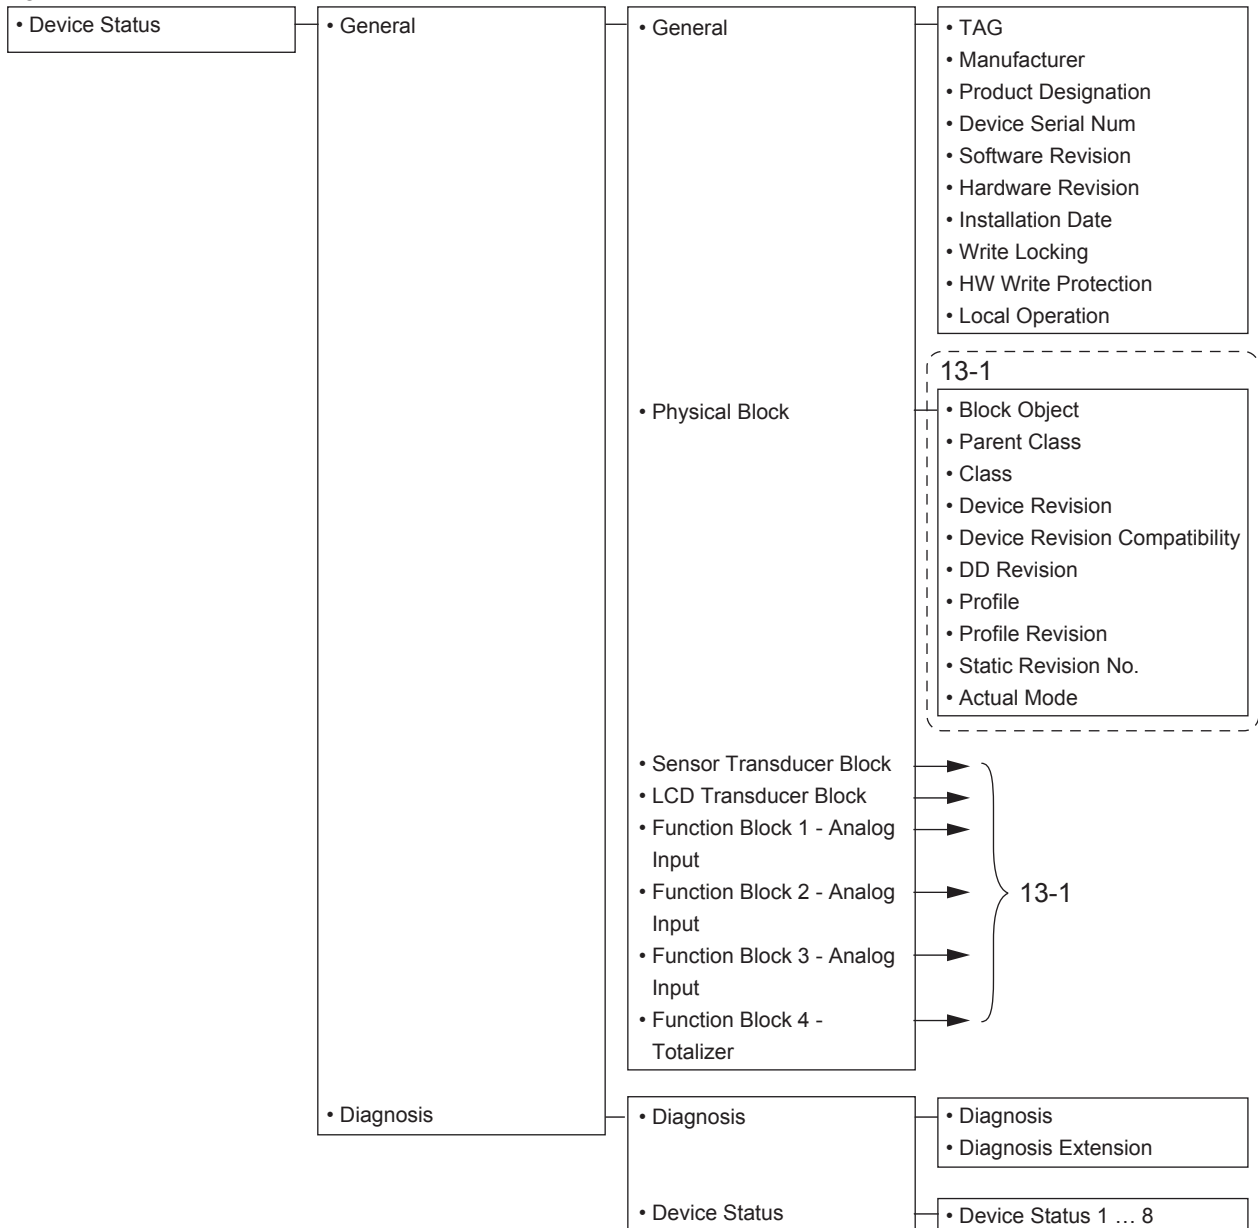 • Device Status
• General
• General
• TAG
• Manufacturer
• Product Designation
• Device Serial Num
• Software Revision
• Hardware Revision
• Installation Date
• Write Locking
• HW Write Protection
• Local Operation
13-1
• Physical Block
• Block Object
• Parent Class
• Class
• Device Revision
• Device Revision Compatibility
• DD Revision
• Profile
• Profile Revision
• Static Revision No.
• Actual Mode
• Sensor Transducer Block
• LCD Transducer Block
• Function Block 1 - Analog
Input
• Function Block 2 - Analog
Input
• Function Block 3 - Analog
Input
• Function Block 4 -
Totalizer
13-1
• Diagnosis
• Diagnosis
• Diagnosis
• Diagnosis Extension
• Device Status
• Device Status 1 … 8